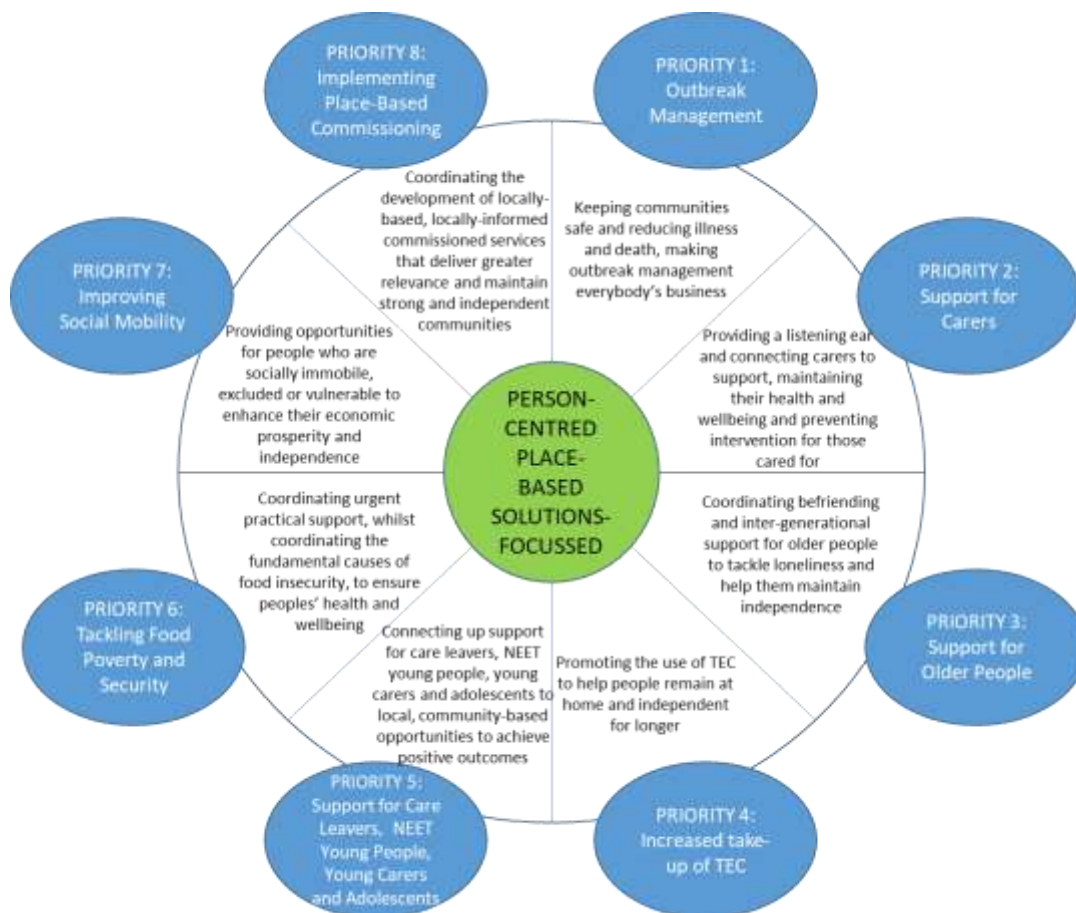 PRIORITY 8:
Implementing
Place-Based
Commissioning
PRIORITY 1:
Outbreak
Management
Coordinating the
development of locally-
based, locally-informed
commissioned services
that deliver greater
relevance and maintain
strong and independent
communities
Keeping communities
safe and reducing illness
and death, making
outbreak management
everybody's business
PRIORITY 7:
Improving
Social Mobility
PRIORITY 2:
Support for
Carers
Providing opportunities
for people who are
socially immobile,
excluded or vulnerable to
enhance their economic
prosperity and
independence
Providing a listening ear
and connecting carers to
support, maintaining
their health and
wellbeing and preventing
intervention for those
cared for
PERSON-
CENTRED
PLACE-
BASED
SOLUTIONS-
FOCUSSED
Coordinating urgent
practical support, whilst
coordinating the
fundamental causes of
food insecurity, to ensure
peoples' health and
wellbeing
Coordinating befriending
and inter-generational
support for older people
to tackle loneliness and
help them maintain
independence
PRIORITY 6:
Tackling Food
Poverty and
Security
PRIORITY 3:
Support for
Older People
Connecting up support
for care leavers, NEET
young people, young
carers and adolescents to
local, community-based
opportunities to achieve
positive outcomes
Promoting the use of TEC
to help people remain at
home and independent
for longer
PRIORITY 5:
Support for Care
Leavers, NEET
Young People,
Young Carers
and Adolescents
PRIORITY 4:
Increased take-
up of TEC